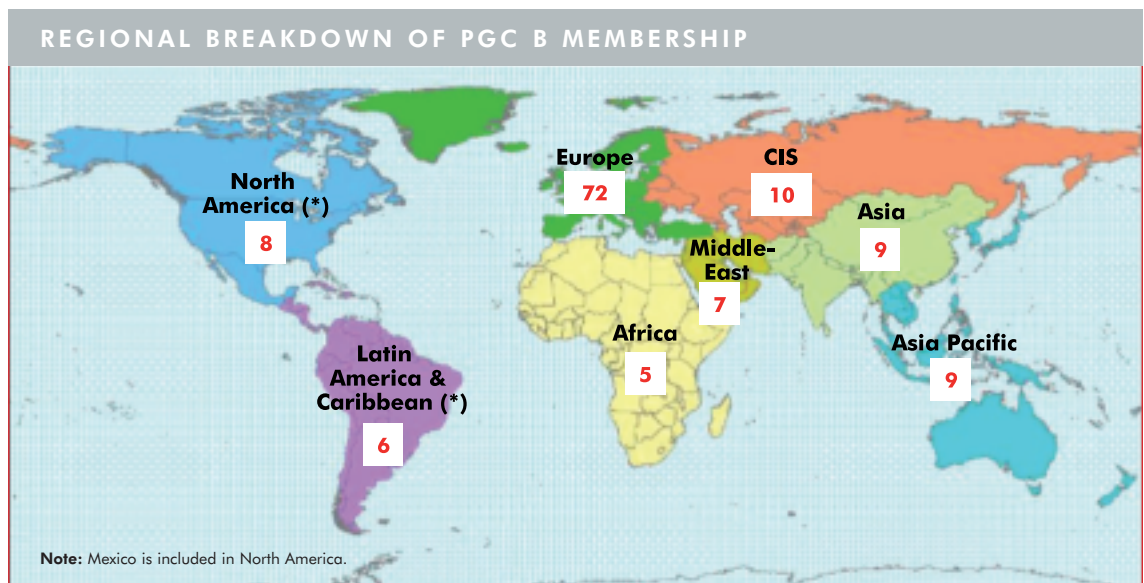 REGIONAL BREAKDOWN OF PGC B MEMBERSHIP
Europe
72
CIS
10
North
America (*)
8
Asia
9
Middle-
East
7
Africa
5
Asia Pacific
9
Latin
America &
Caribbean (*)
6
Note: Mexico is included in North America.